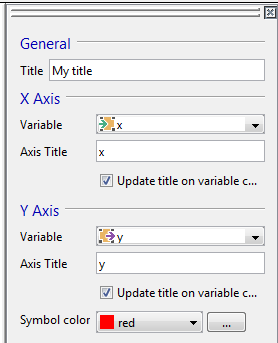 General
Title My title
X Axis
Variable x
Axis Title x
Update title on variable c...
Y Axis
Variable y
Axis Title y
Update title on variable c...
Symbol color red ...